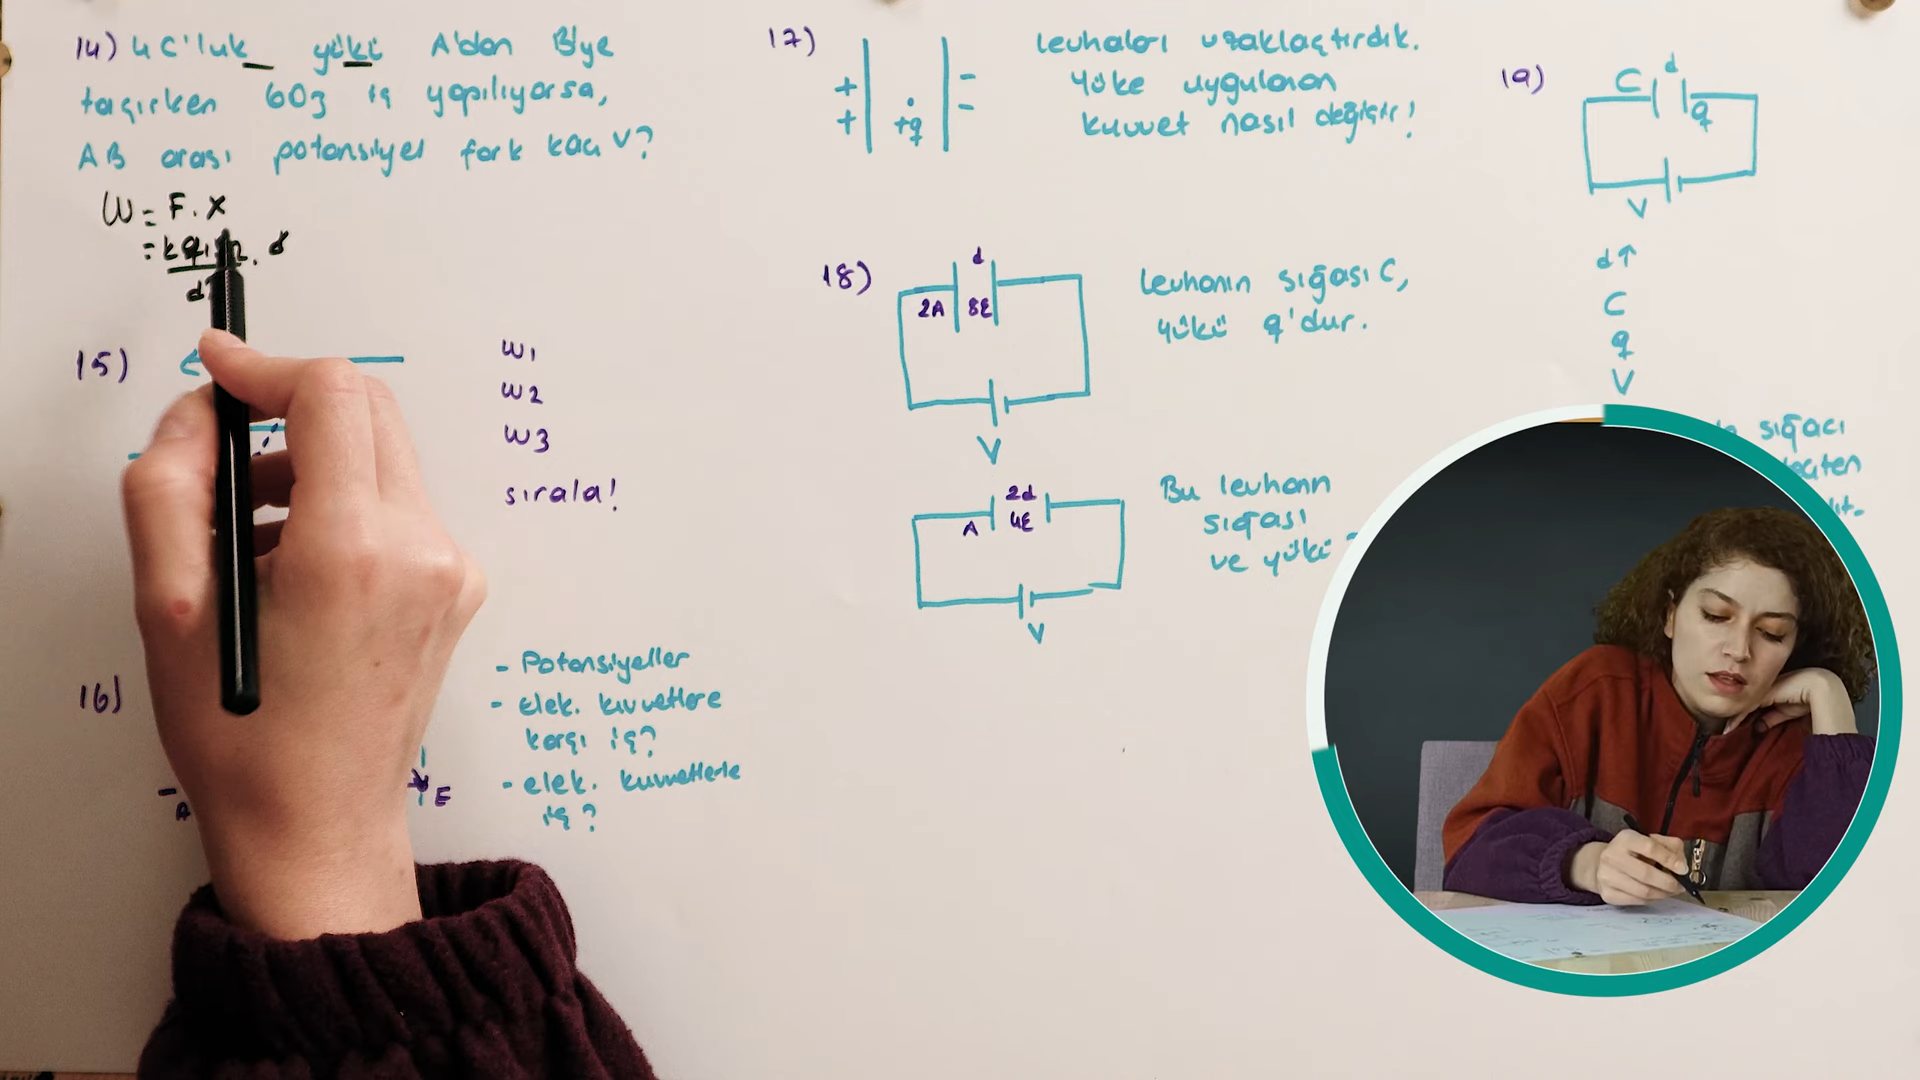 14) 4C'luk yükü A'dan B'ye
taşırken 60J iş yapılıyorsa,
AB arası potansiyel fark kaç V?
W = F. X
15)
W1
W2
W3
sırala!
16)
A
E
- Potansiyeller
- elek. kuvvetlere
karşı iş?
- elek. kuvvetlerle
iş?
17)
+ -
+ +q -
levhaları uzaklaştırdık.
Yüke uygulanan
kuvvet nasıl değişir?
18)
d
2A 8E
V
levhanın sığası C,
yükü q'dur.
2d
A 4E
V
Bu levhanın
sığası
ve yükü
19)
C d
q
V
d↑
C
q
V
sığacı